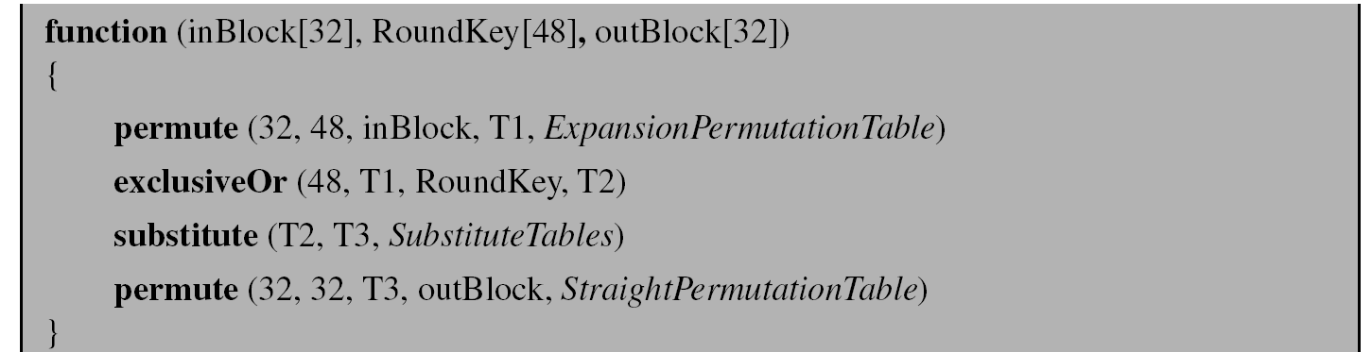 function (inBlock[32], RoundKey[48], outBlock[32])
{
permute (32, 48, inBlock, T1, ExpansionPermutationTable)
exclusiveOr (48, T1, RoundKey, T2)
substitute (T2, T3, SubstituteTables)
permute (32, 32, T3, outBlock, StraightPermutationTable)
}